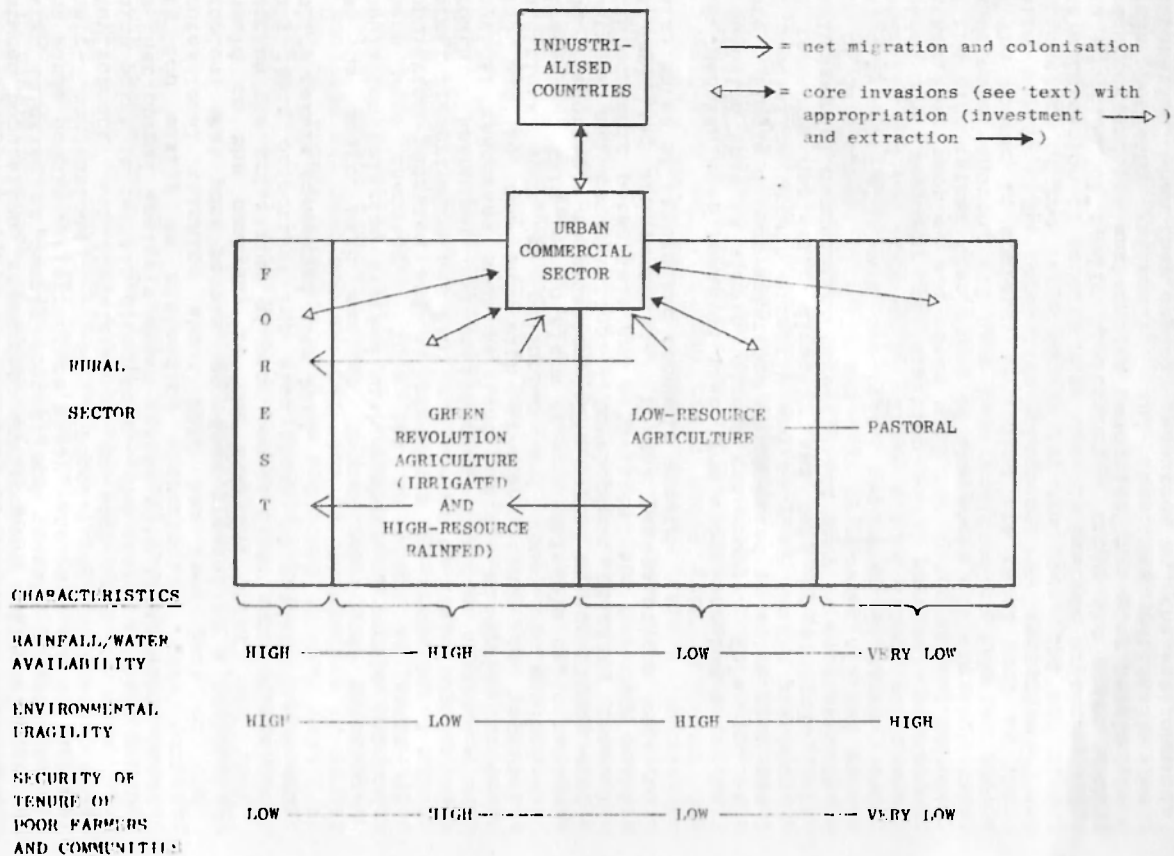 INDUSTRI-
ALISED
COUNTRIES
= net migration and colonisation
= core invasions (see text) with
appropriation (investment )
and extraction )
URBAN
COMMERCIAL
SECTOR
F
O
R
E
S
T
RURAL
SECTOR
GREEN
REVOLUTION
AGRICULTURE
(IRRIGATED
AND
HIGH-RESOURCE
RAINFED)
LOW-RESOURCE
AGRICULTURE
PASTORAL
CHARACTERISTICS
RAINFALL/WATER
AVAILABILITY
HIGH HIGH LOW VERY LOW
ENVIRONMENTAL
FRAGILITY
HIGH LOW HIGH HIGH
SECURITY OF
TENURE OF
POOR FARMERS
AND COMMUNITIES
LOW HIGH LOW VERY LOW